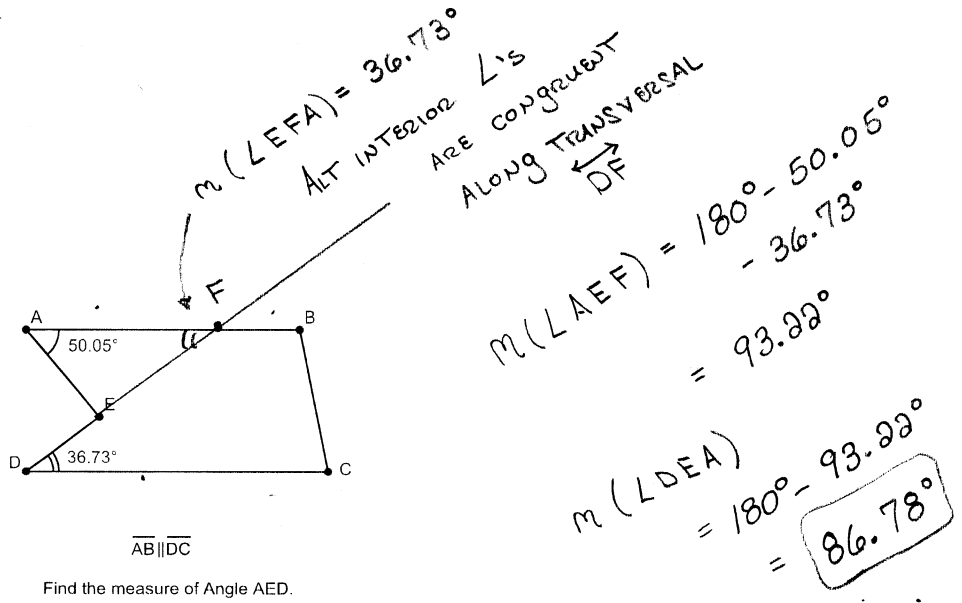 m(∠EFA) = 36.73°
ALT INTERIOR ∠'s
ARE CONGRUENT
ALONG TRANSVERSAL
DF
m(∠AEF) = 180° - 50.05°
- 36.73°
= 93.22°
m(∠DEA)
= 180° - 93.22°
= 86.78°
F
A
B
50.05°
E
D
36.73°
C
AB||DC
Find the measure of Angle AED.